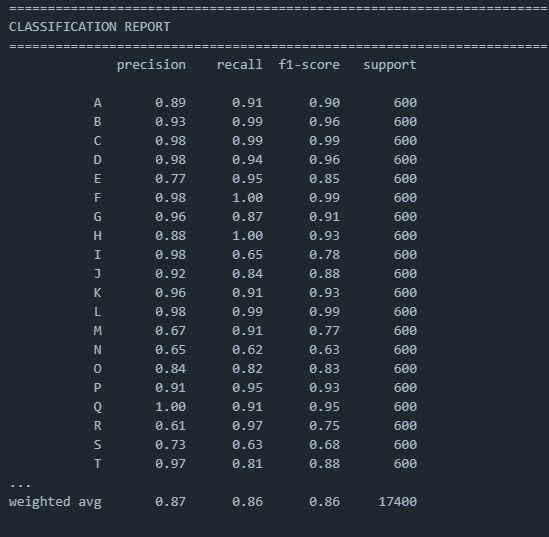 ======================================================================
CLASSIFICATION REPORT
======================================================================
precision recall f1-score support
A 0.89 0.91 0.90 600
B 0.93 0.99 0.96 600
C 0.98 0.99 0.99 600
D 0.98 0.94 0.96 600
E 0.77 0.95 0.85 600
F 0.98 1.00 0.99 600
G 0.96 0.87 0.91 600
H 0.88 1.00 0.93 600
I 0.98 0.65 0.78 600
J 0.92 0.84 0.88 600
K 0.96 0.91 0.93 600
L 0.98 0.99 0.99 600
M 0.67 0.91 0.77 600
N 0.65 0.62 0.63 600
O 0.84 0.82 0.83 600
P 0.91 0.95 0.93 600
Q 1.00 0.91 0.95 600
R 0.61 0.97 0.75 600
S 0.73 0.63 0.68 600
T 0.97 0.81 0.88 600
...
weighted avg 0.87 0.86 0.86 17400